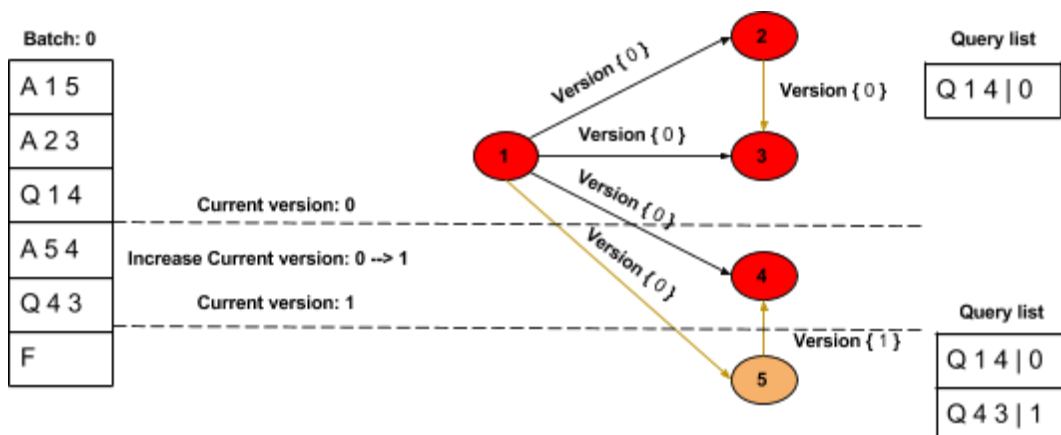 Batch: 0
A 1 5
A 2 3
Q 1 4
A 5 4
Q 4 3
F
Current version: 0
Increase Current version: 0 --> 1
Current version: 1
1
2
3
4
5
Version { 0 }
Version { 0 }
Version { 0 }
Version { 0 }
Version { 0 }
Version { 1 }
Query list
Q 1 4 | 0
Query list
Q 1 4 | 0
Q 4 3 | 1